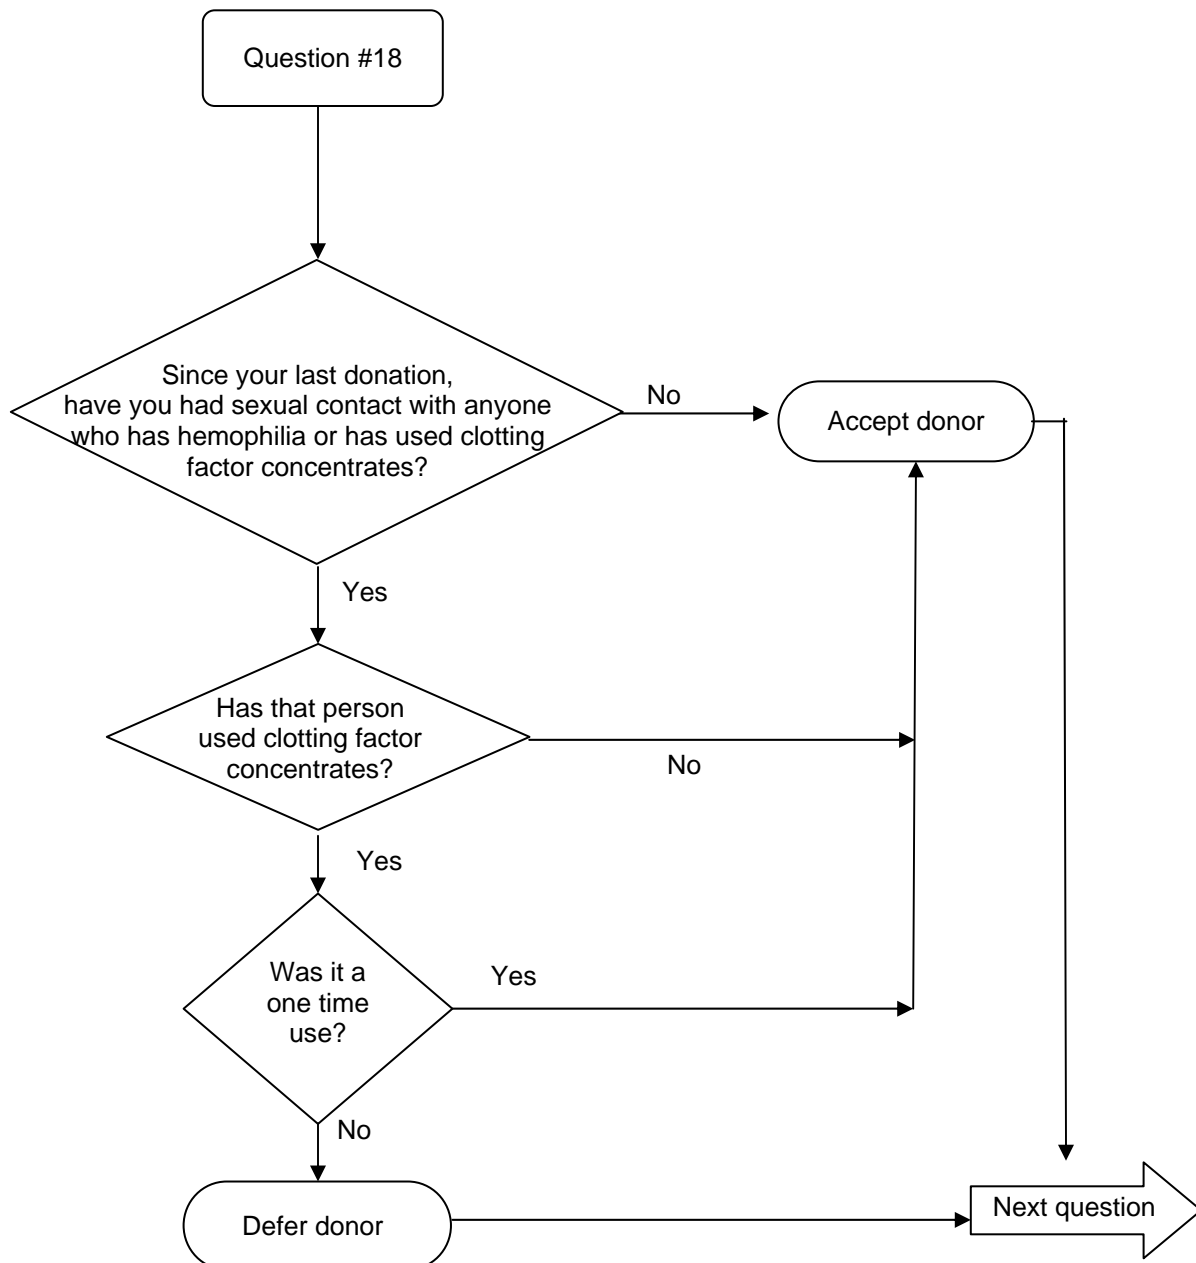 Question #18
Since your last donation,
have you had sexual contact with anyone
who has hemophilia or has used clotting
factor concentrates?
No
Accept donor
Yes
Has that person
used clotting factor
concentrates?
No
Yes
Was it a
one time
use?
Yes
No
Defer donor
Next question